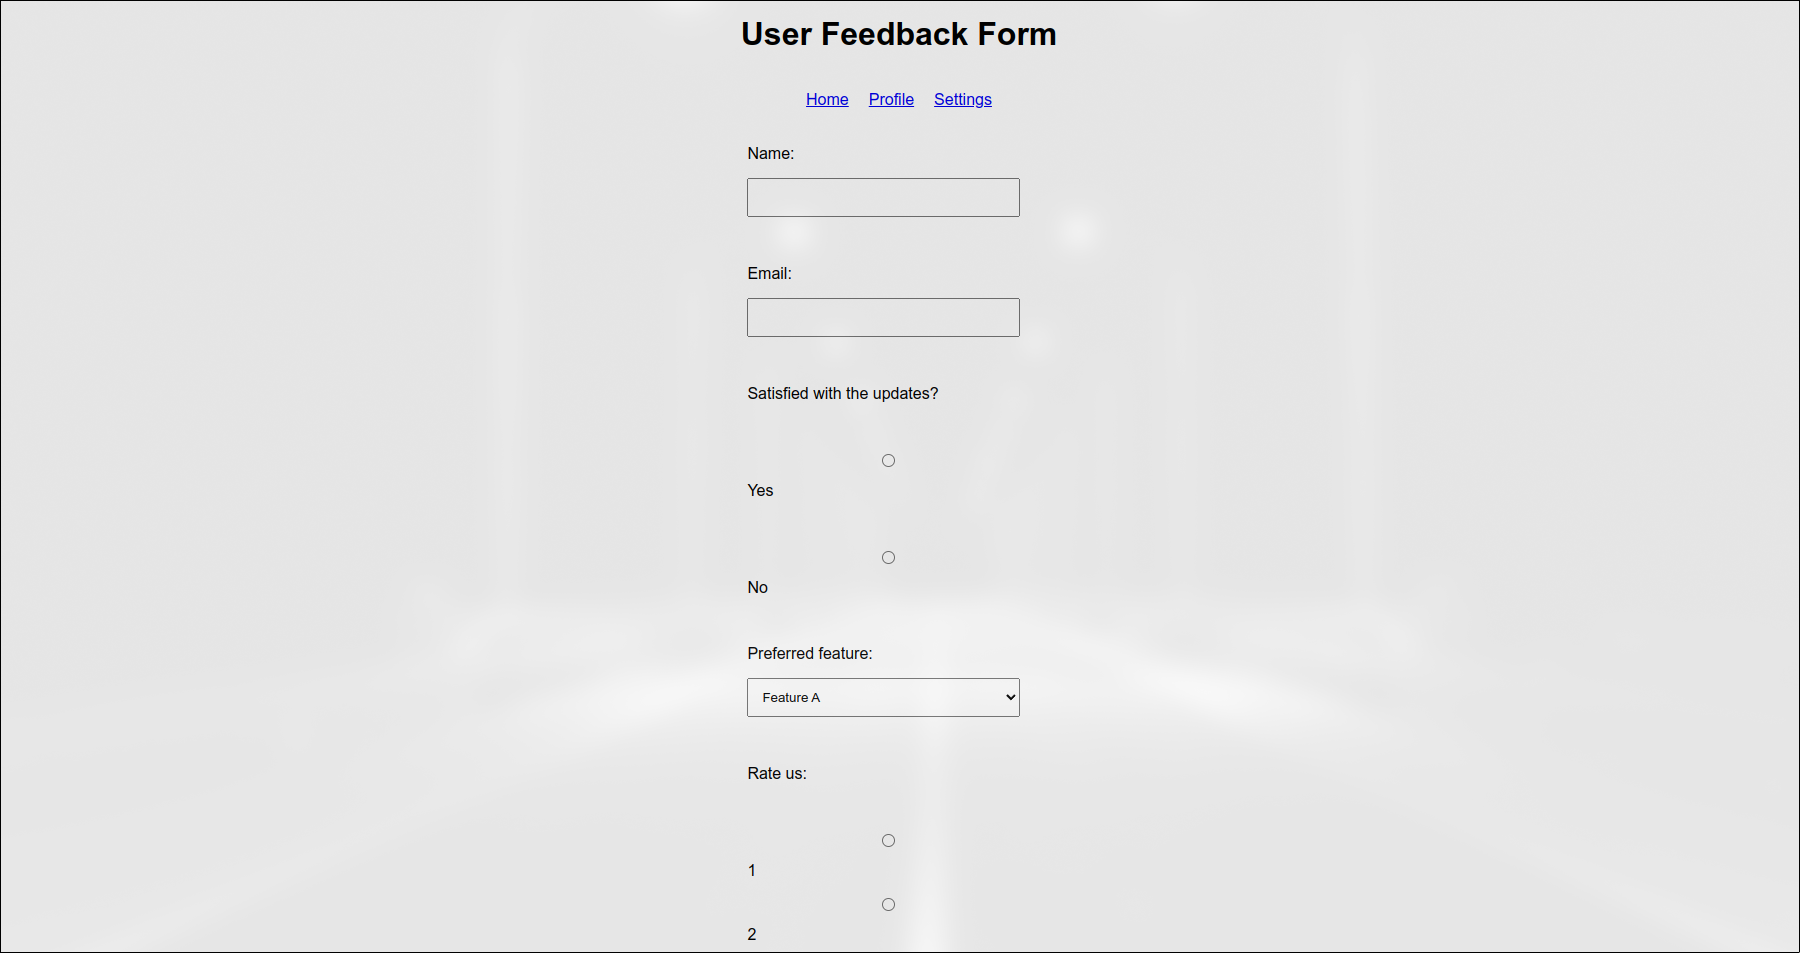 User Feedback Form
Home Profile Settings
Name:
Email:
Satisfied with the updates?
Yes
No
Preferred feature:
Feature A
Rate us:
1
2